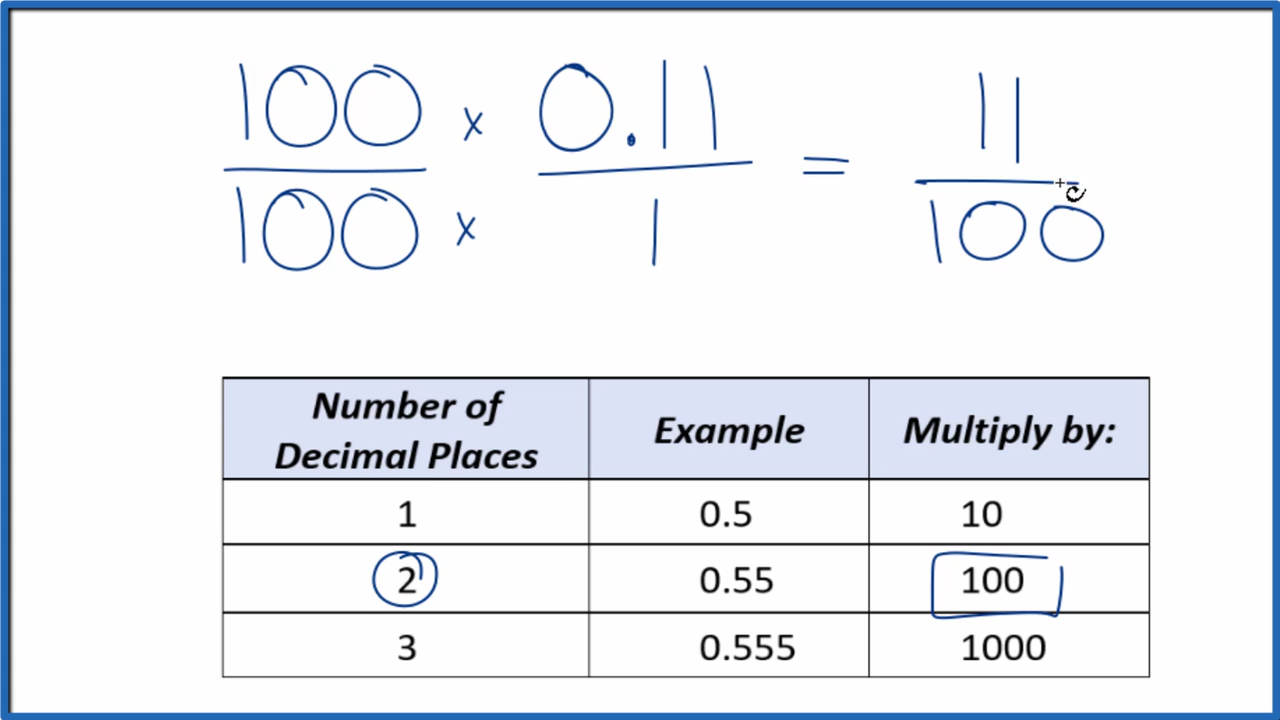 100 x 0.11 = 11
100 x 1 100
Number of Decimal Places Example Multiply by:
1 0.5 10
2 0.55 100
3 0.555 1000